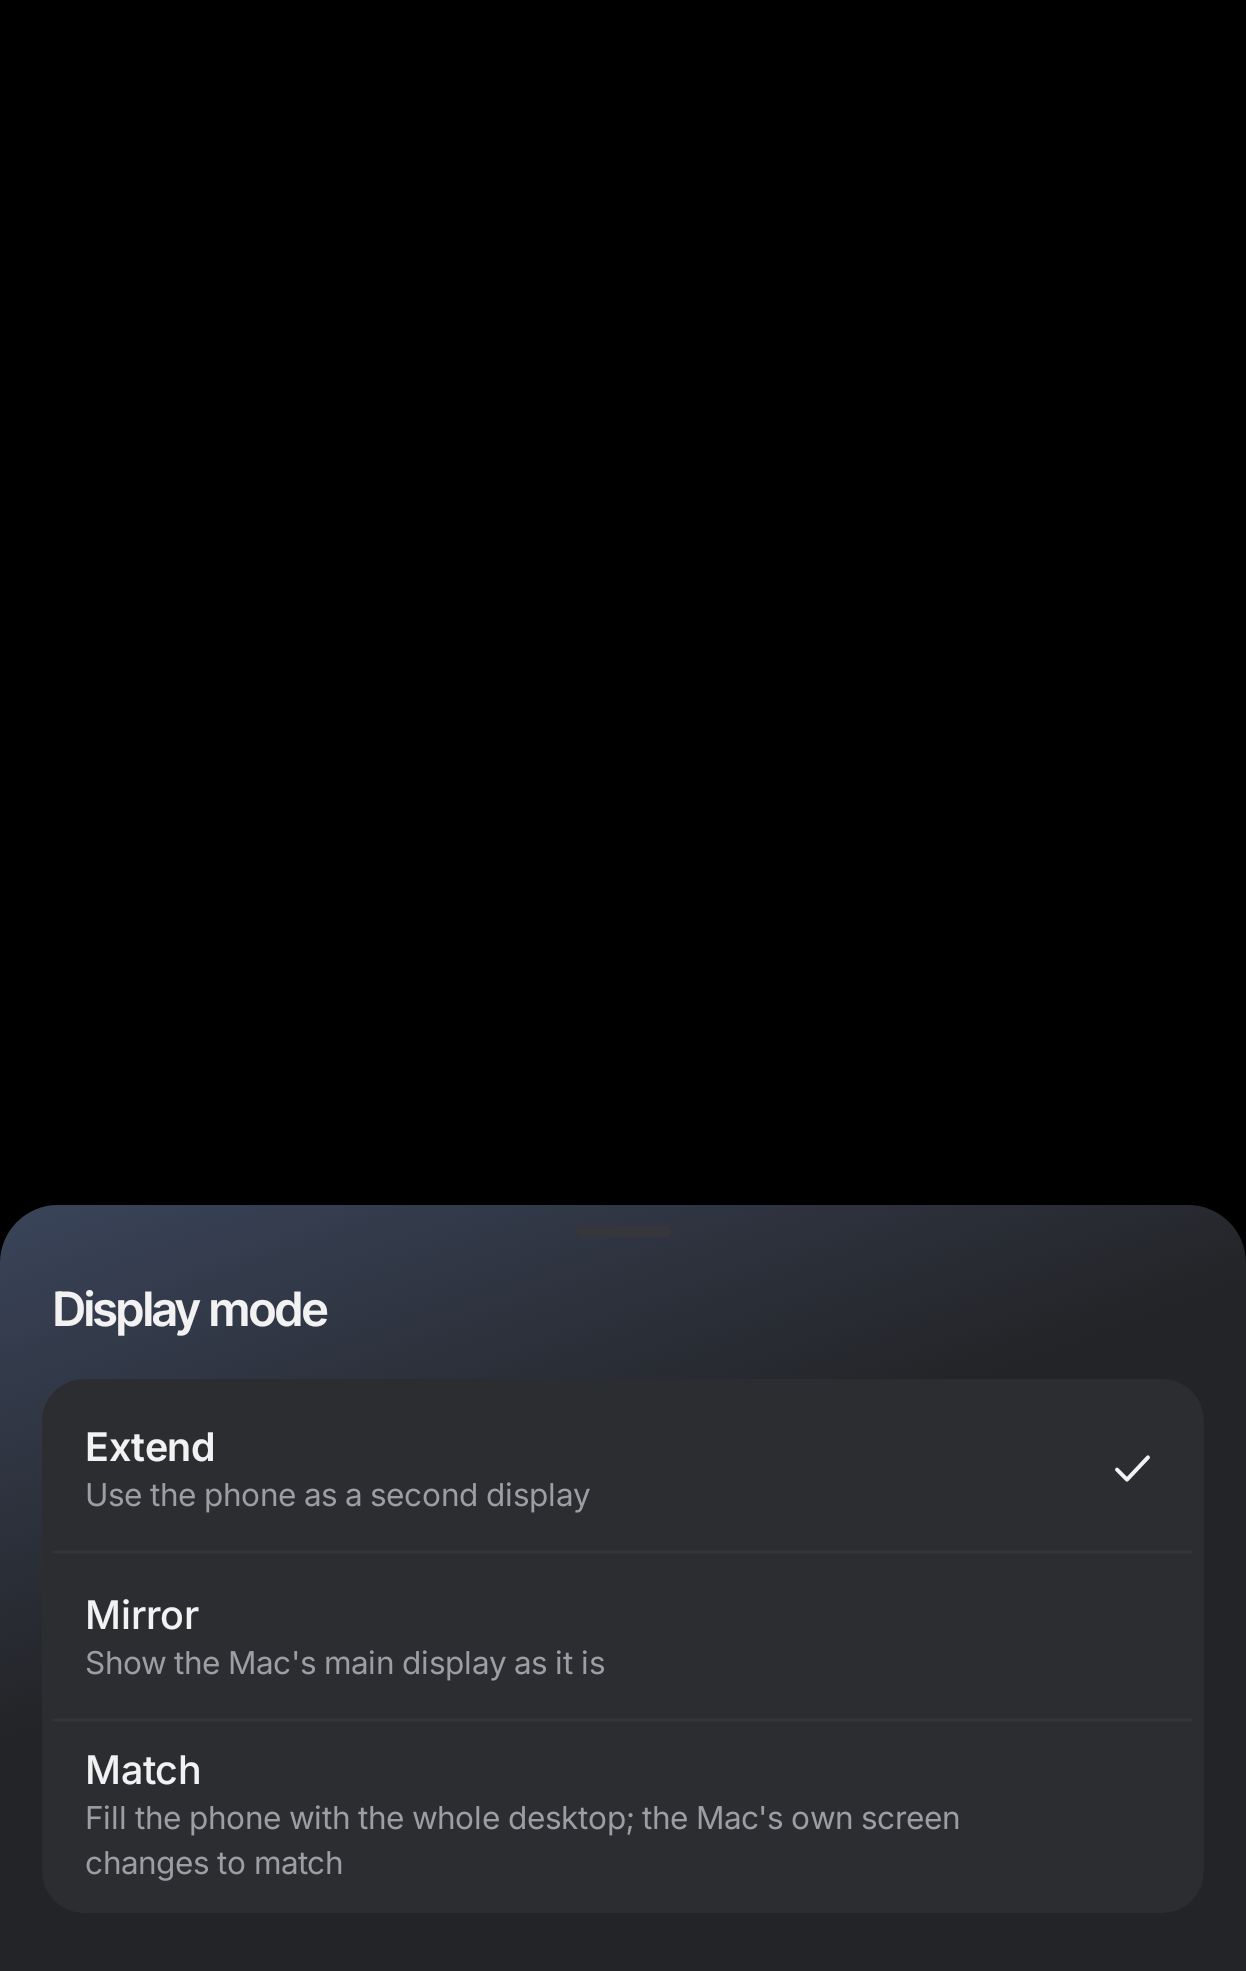 Display mode
Extend
Use the phone as a second display
Mirror
Show the Mac's main display as it is
Match
Fill the phone with the whole desktop; the Mac's own screen
changes to match